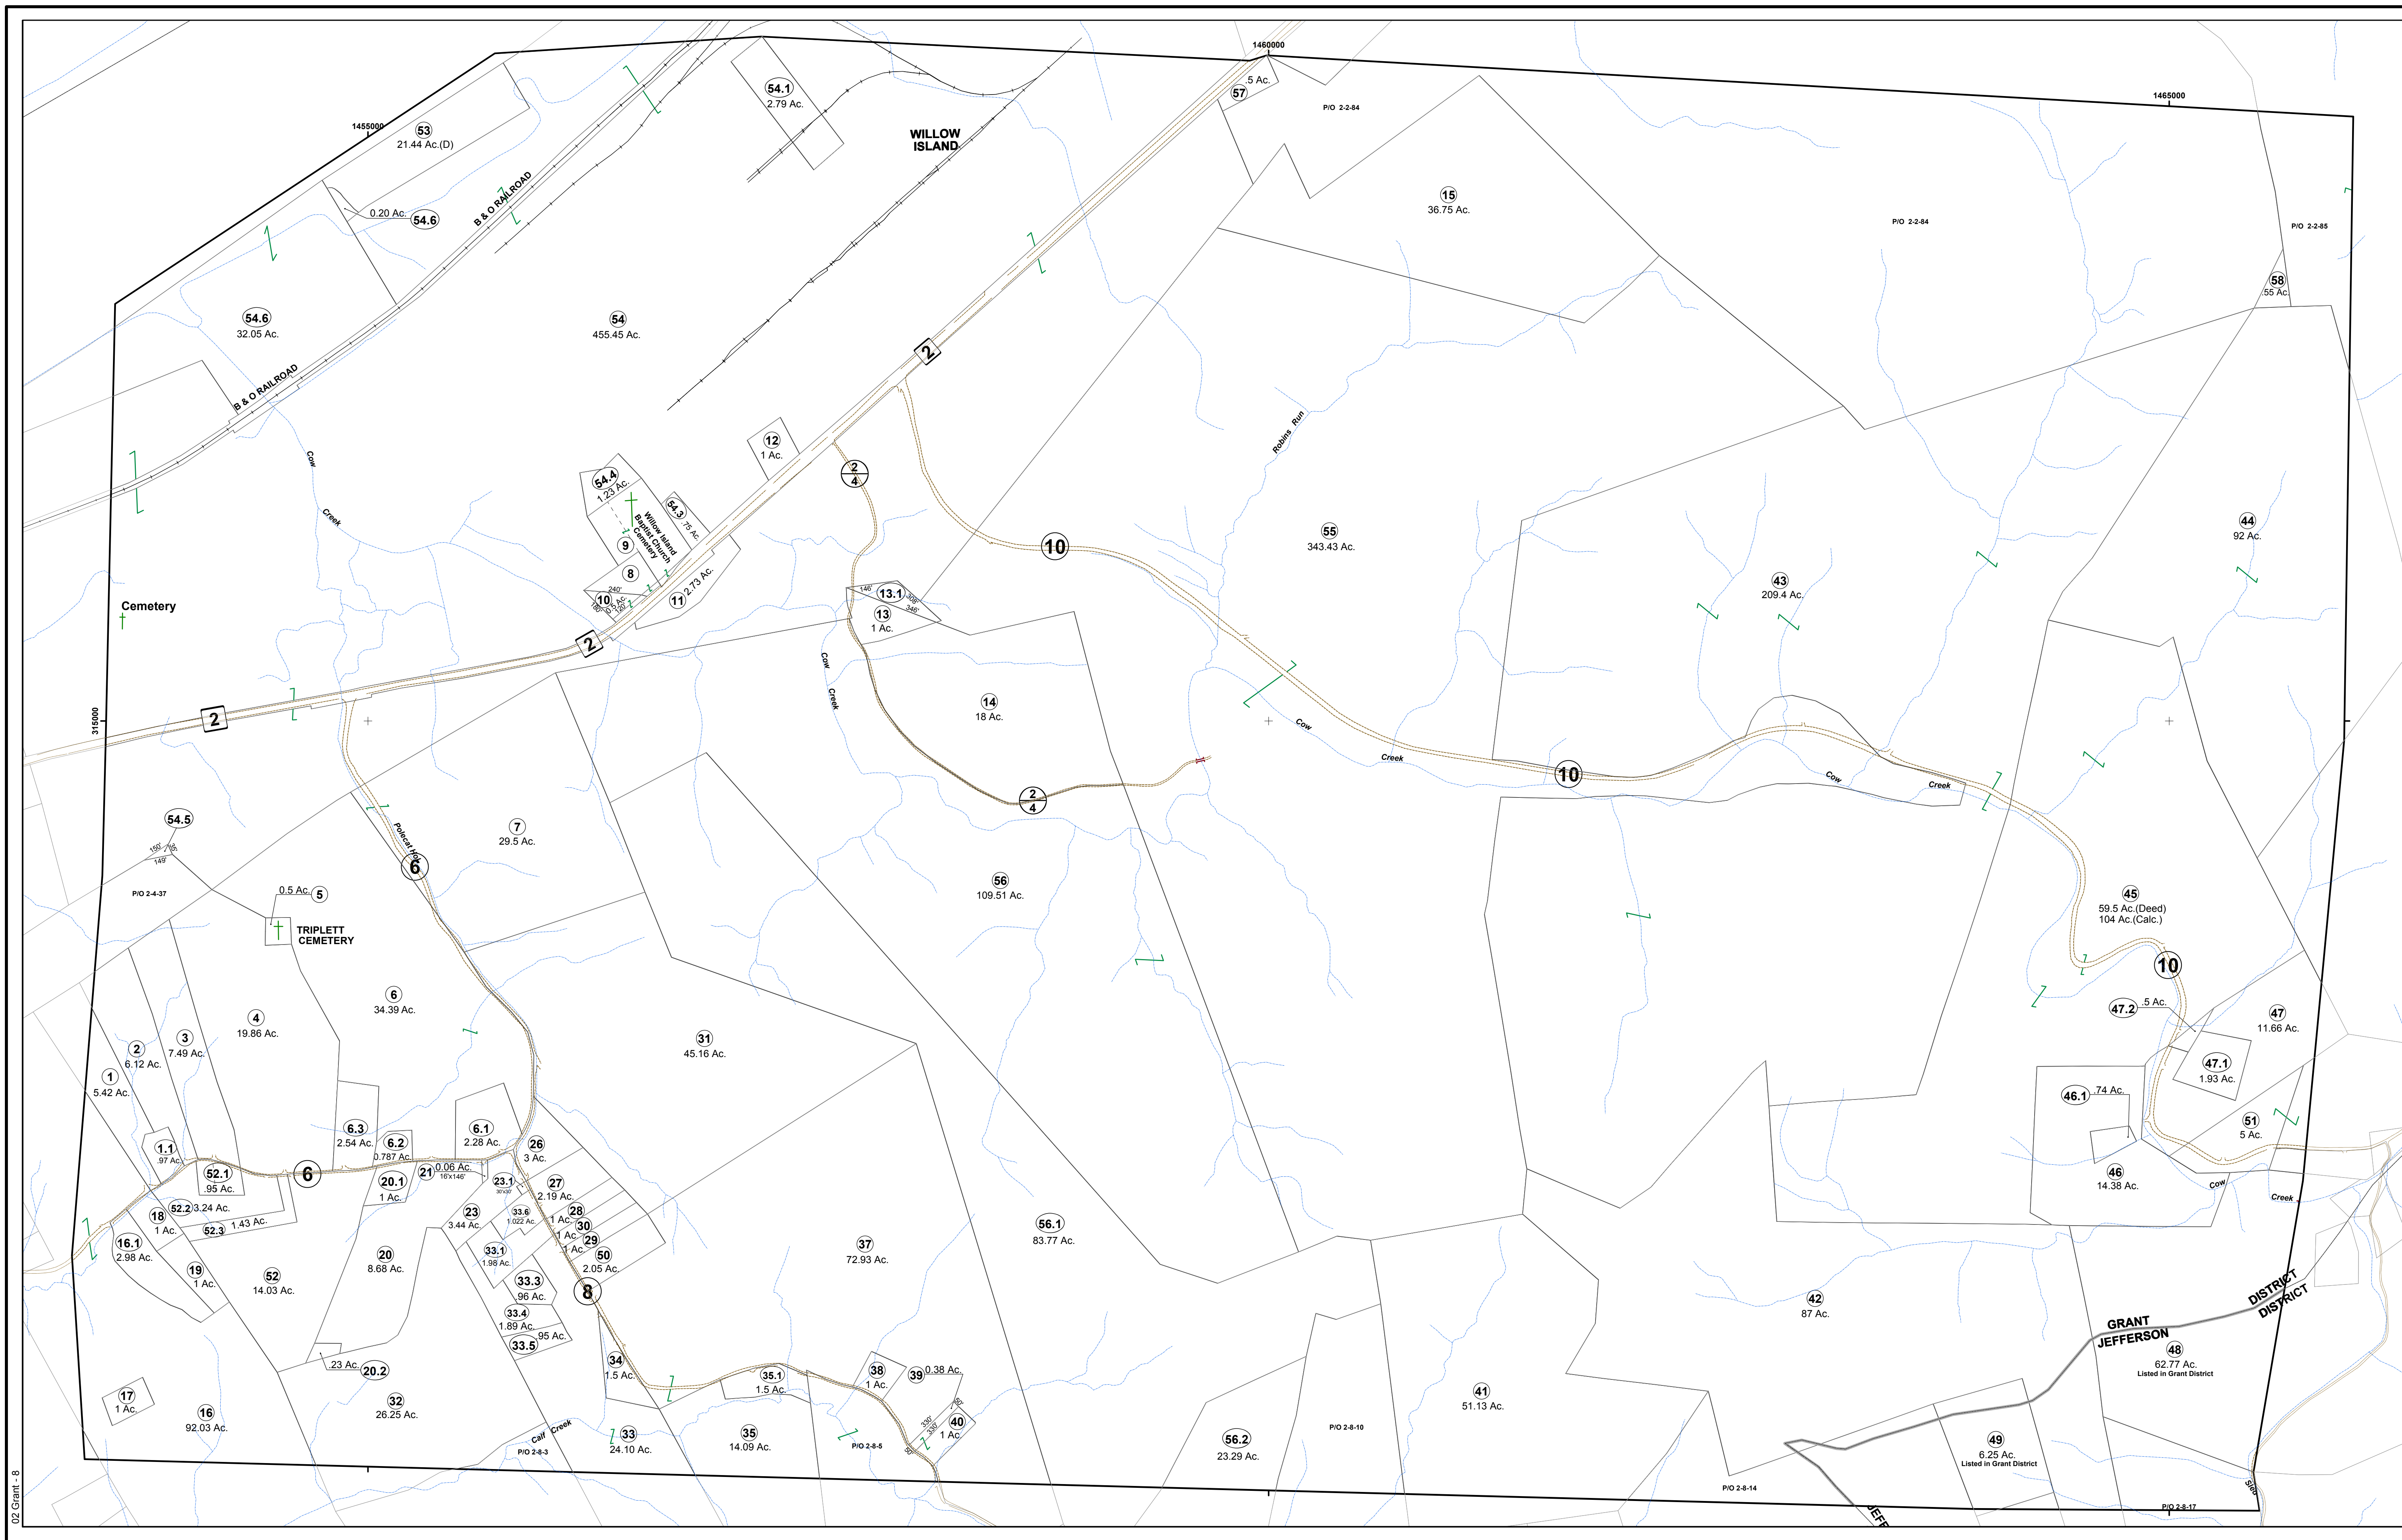 1460000
1465000
1455000
54.1
2.79 Ac.
57
.5 Ac.
P/O 2-2-84
53
21.44 Ac.(D)
WILLOW
ISLAND
B & O RAILROAD
0.20 Ac.
54.6
15
36.75 Ac.
P/O 2-2-84
P/O 2-2-85
58
.55 Ac.
54.6
32.05 Ac.
54
455.45 Ac.
2
B & O RAILROAD
Cow
Creek
12
1 Ac.
2
4
Robins Run
54.4
1.23 Ac.
54.3
.75 Ac.
Willow Island
Baptist Church
Cemetery
9
8
240'
10
0.5 Ac.
180'
120'
11
2.73 Ac.
10
55
343.43 Ac.
44
92 Ac.
43
209.4 Ac.
Cemetery
146'
13.1
308'
346'
13
1 Ac.
2
Cow
Creek
14
18 Ac.
315000
2
Cow
Creek
10
Cow
Creek
2
4
54.5
150'
149'
7
29.5 Ac.
Polecat Hol
6
P/O 2-4-37
0.5 Ac.
5
TRIPLETT
CEMETERY
56
109.51 Ac.
45
59.5 Ac.(Deed)
104 Ac.(Calc.)
10
6
34.39 Ac.
4
19.86 Ac.
3
7.49 Ac.
2
6.12 Ac.
1
5.42 Ac.
31
45.16 Ac.
47.2
.5 Ac.
47
11.66 Ac.
47.1
1.93 Ac.
46.1
.74 Ac.
51
5 Ac.
46
14.38 Ac.
Cow
Creek
1.1
.97 Ac.
6.3
2.54 Ac.
6.2
0.787 Ac.
6.1
2.28 Ac.
26
3 Ac.
52.1
.95 Ac.
6
20.1
1 Ac.
21
0.06 Ac.
16'x146'
23.1
30'x30'
27
2.19 Ac.
18
1 Ac.
52.2
3.24 Ac.
52.3
1.43 Ac.
23
3.44 Ac.
33.6
1.022 Ac.
28
1 Ac.
30
1 Ac.
29
1 Ac.
50
2.05 Ac.
16.1
2.98 Ac.
19
1 Ac.
52
14.03 Ac.
20
8.68 Ac.
33.1
1.98 Ac.
33.3
.96 Ac.
8
33.4
1.89 Ac.
33.5
.95 Ac.
37
72.93 Ac.
56.1
83.77 Ac.
42
87 Ac.
GRANT
DISTRICT
JEFFERSON
DISTRICT
48
62.77 Ac.
Listed in Grant District
.23 Ac.
20.2
34
1.5 Ac.
35.1
1.5 Ac.
38
1 Ac.
39
0.38 Ac.
17
1 Ac.
16
92.03 Ac.
32
26.25 Ac.
Calf Creek
P/O 2-8-3
33
24.10 Ac.
35
14.09 Ac.
P/O 2-8-5
330'
330'
50'
50'
40
1 Ac.
56.2
23.29 Ac.
P/O 2-8-10
41
51.13 Ac.
49
6.25 Ac.
Listed in Grant District
P/O 2-8-14
P/O 2-8-17
02 Grant - 8